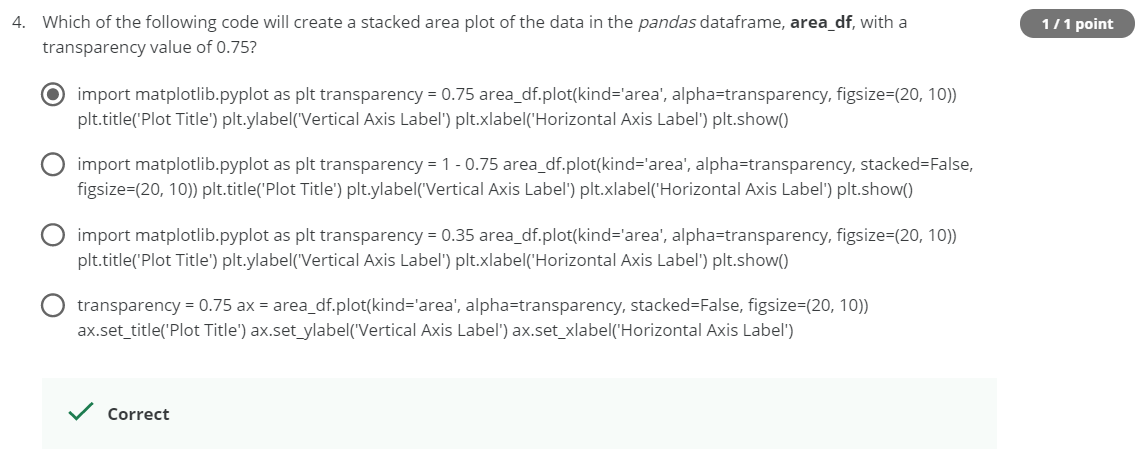 4. Which of the following code will create a stacked area plot of the data in the pandas dataframe, area_df, with a
1 / 1 point
transparency value of 0.75?
import matplotlib.pyplot as plt transparency = 0.75 area_df.plot(kind='area', alpha=transparency, figsize=(20, 10))
plt.title('Plot Title') plt.ylabel('Vertical Axis Label') plt.xlabel('Horizontal Axis Label') plt.show()
import matplotlib.pyplot as plt transparency = 1 - 0.75 area_df.plot(kind='area', alpha=transparency, stacked=False,
figsize=(20, 10)) plt.title('Plot Title') plt.ylabel('Vertical Axis Label') plt.xlabel('Horizontal Axis Label') plt.show()
import matplotlib.pyplot as plt transparency = 0.35 area_df.plot(kind='area', alpha=transparency, figsize=(20, 10))
plt.title('Plot Title') plt.ylabel('Vertical Axis Label') plt.xlabel('Horizontal Axis Label') plt.show()
transparency = 0.75 ax = area_df.plot(kind='area', alpha=transparency, stacked=False, figsize=(20, 10))
ax.set_title('Plot Title') ax.set_ylabel('Vertical Axis Label') ax.set_xlabel('Horizontal Axis Label')
Correct